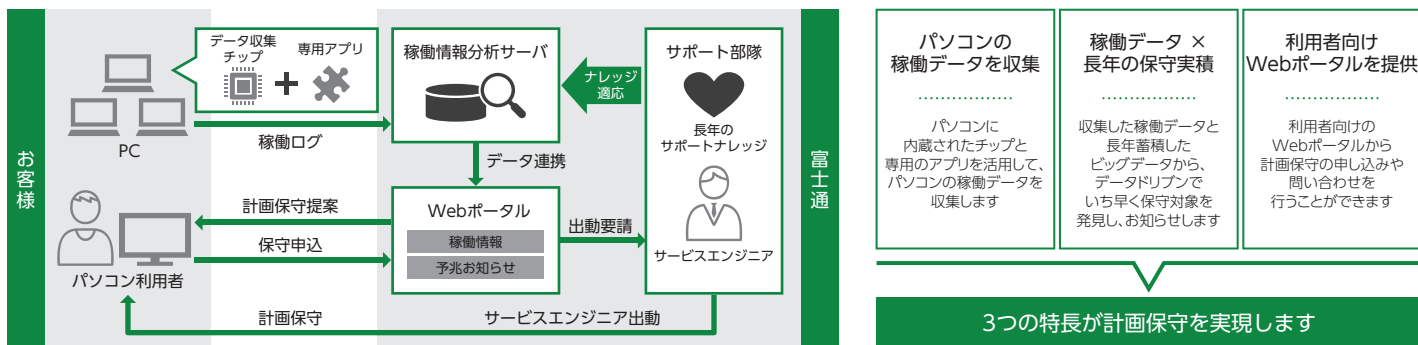 お客様
データ収集
チップ
専用アプリ
PC
稼働ログ
稼働情報分析サーバ
ナレッジ
適応
サポート部隊
長年の
サポートナレッジ
データ連携
計画保守提案
保守申込
パソコン利用者
Webポータル
稼働情報
予兆お知らせ
出動要請
サービスエンジニア
計画保守
サービスエンジニア出動
富士通
パソコンの
稼働データを収集
パソコンに
内蔵されたチップと
専用のアプリを活用して、
パソコンの稼働データを
収集します
稼働データ ×
長年の保守実積
収集した稼働データと
長年蓄積した
ビッグデータから、
データドリブンで
いち早く保守対象を
発見し、お知らせします
利用者向け
Webポータルを提供
利用者向けの
Webポータルから
計画保守の申し込みや
問い合わせを
行うことができます
3つの特長が計画保守を実現します